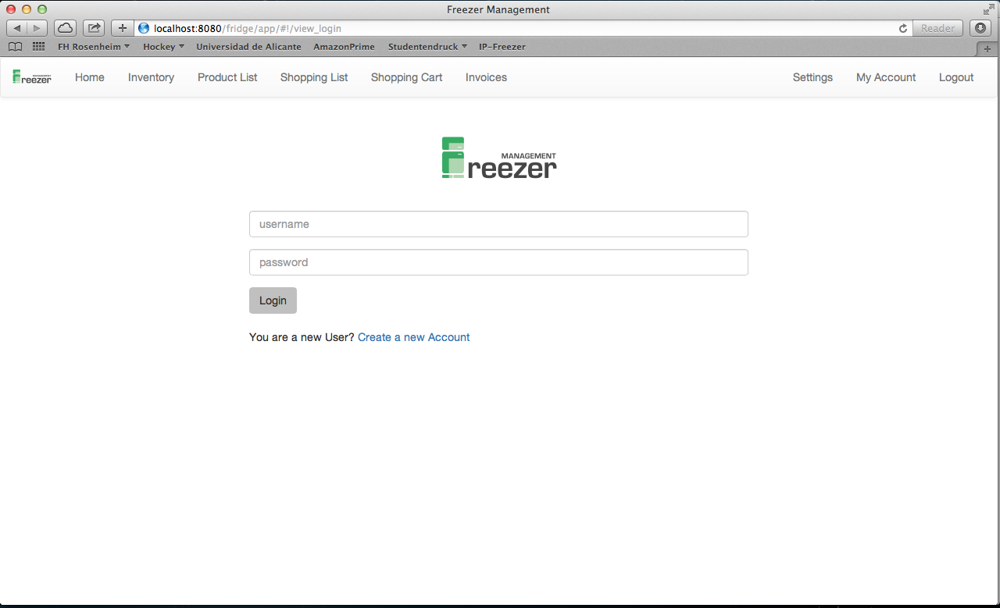 Freezer Management
localhost:8080/fridge/app/#!/view_login
Reader
FH Rosenheim Hockey Universidad de Alicante AmazonPrime Studentendruck IP-Freezer
MANAGEMENT
Freezer Home Inventory Product List Shopping List Shopping Cart Invoices Settings My Account Logout
MANAGEMENT
Freezer
username
password
Login
You are a new User? Create a new Account